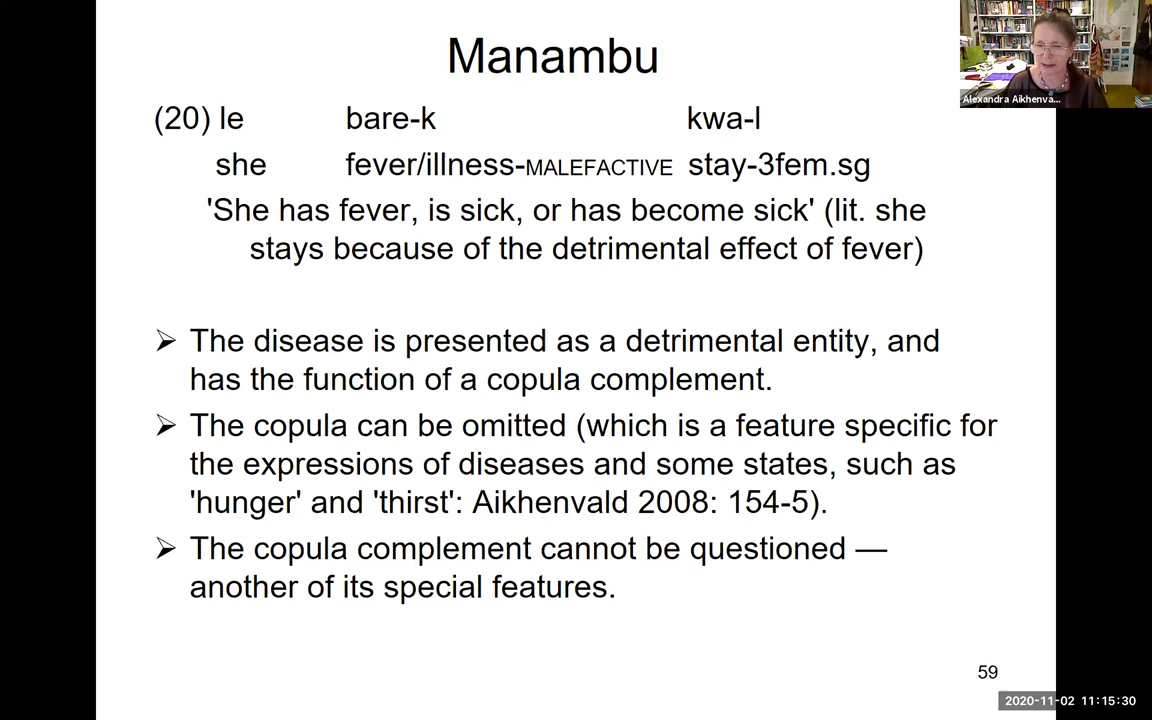 Manambu
Alexandra Aikhenva...
(20) le bare-k kwa-l
she fever/illness-MALEFACTIVE stay-3fem.sg
'She has fever, is sick, or has become sick' (lit. she
stays because of the detrimental effect of fever)
➢ The disease is presented as a detrimental entity, and
has the function of a copula complement.
➢ The copula can be omitted (which is a feature specific for
the expressions of diseases and some states, such as
'hunger' and 'thirst': Aikhenvald 2008: 154-5).
➢ The copula complement cannot be questioned —
another of its special features.
59
2020-11-02 11:15:30